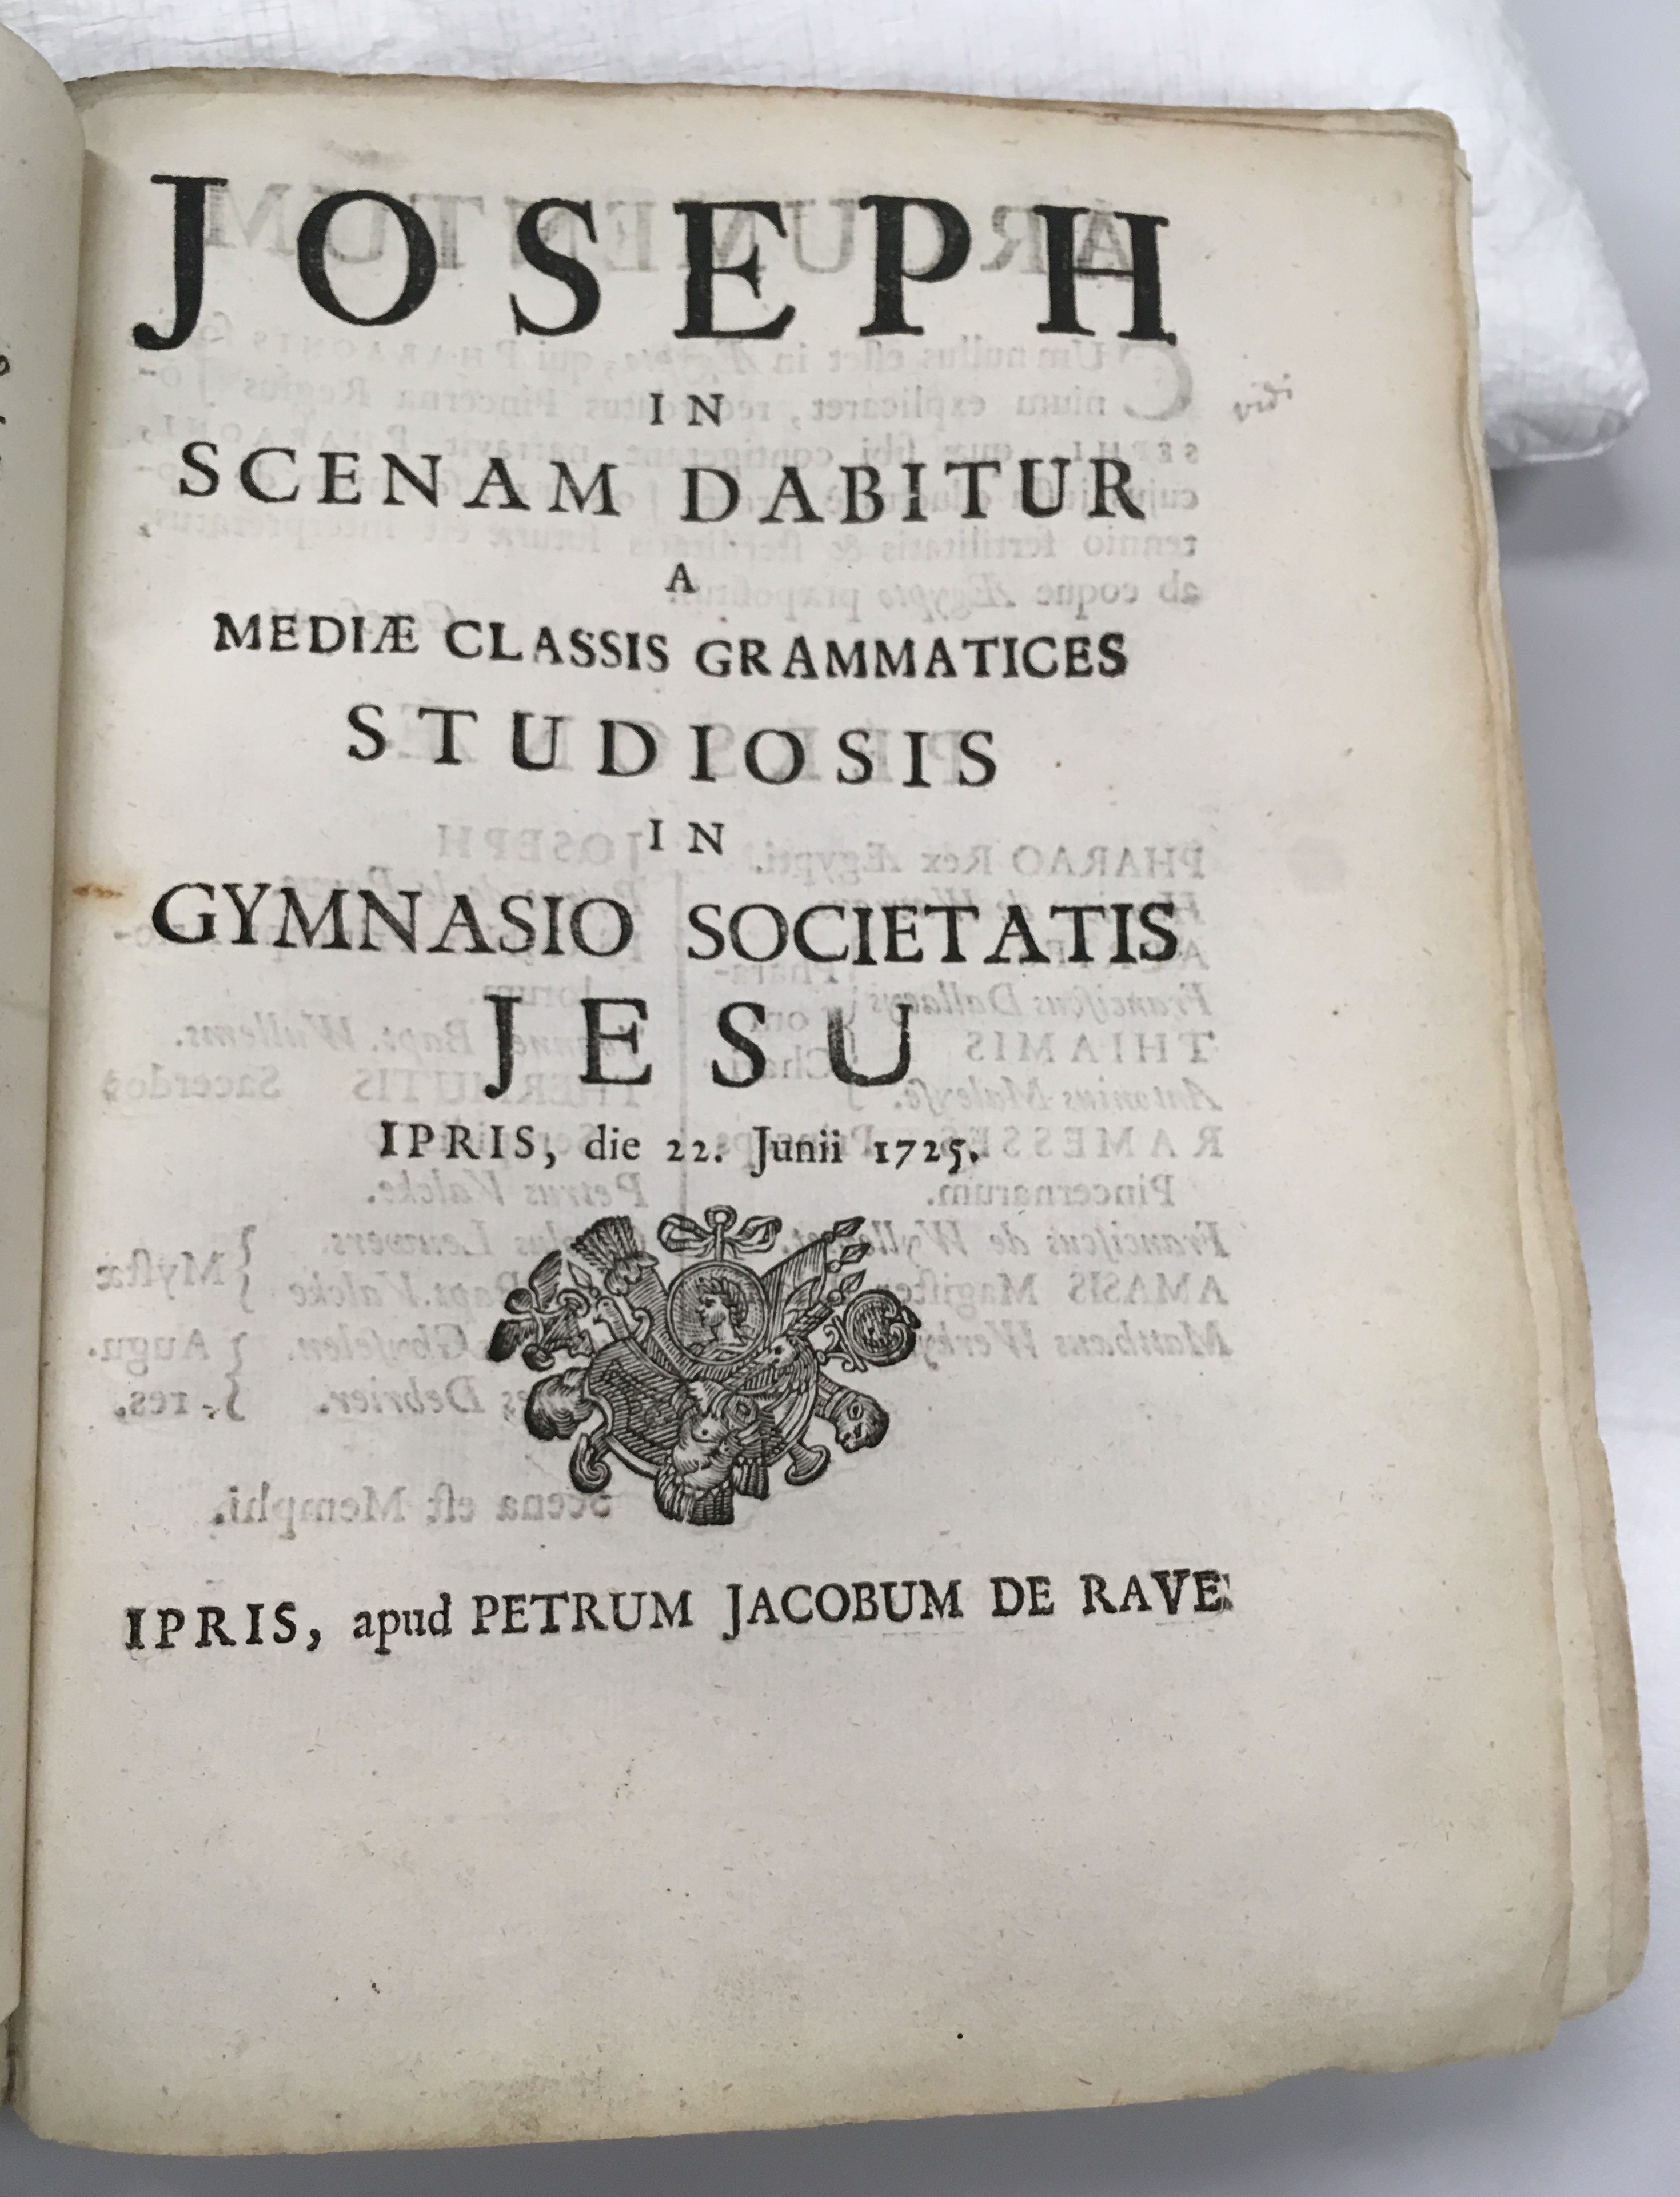 JOSEPH
IN
SCENAM DABITUR
A
MEDIÆ CLASSIS GRAMMATICES
STUDIOSIS
IN
GYMNASIO SOCIETATIS
JESU
IPRIS, die 22. Junii 1725.
IPRIS, apud PETRUM JACOBUM DE RAVE
vidi